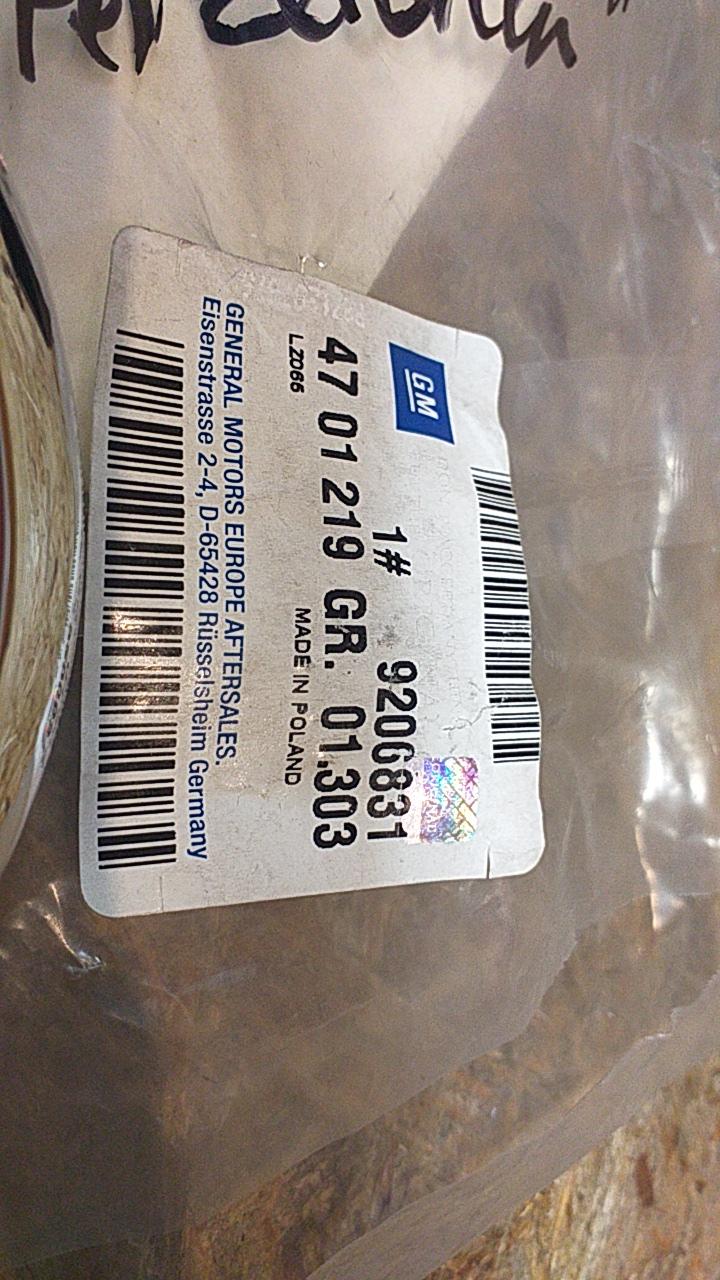 GM
1# 9206831
47 01 219 GR. 01.303
LZ066 MADE IN POLAND
GENERAL MOTORS EUROPE AFTERSALES.
Eisenstrasse 2-4, D-65428 Rüsselsheim Germany